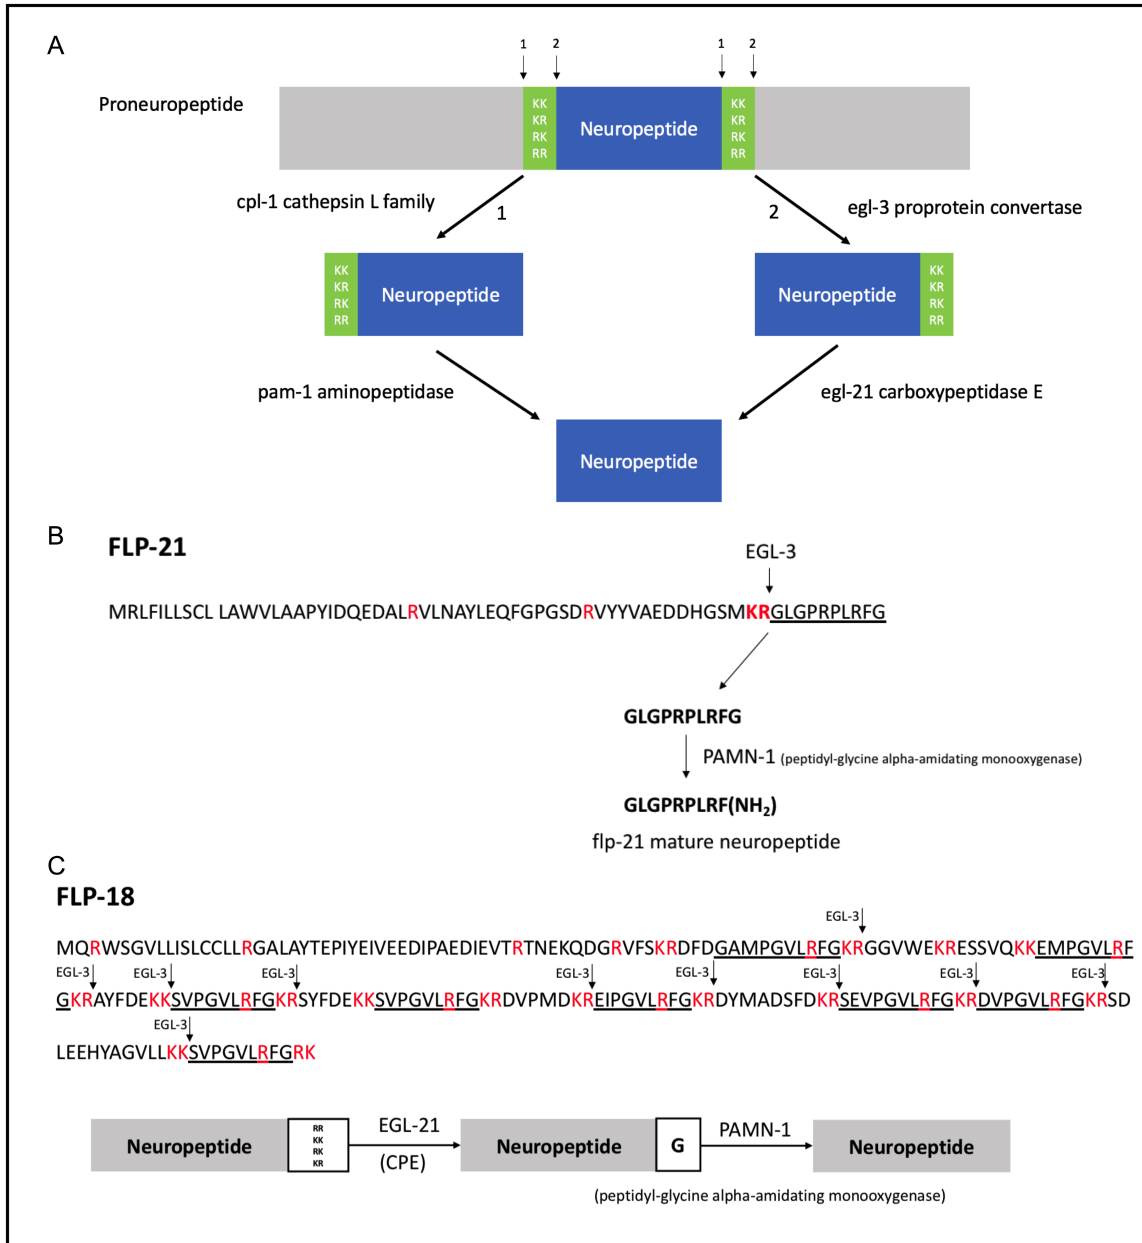 A
1 2 1 2
Proneuropeptide
KK
KR
RK
RR
Neuropeptide
KK
KR
RK
RR
cpl-1 cathepsin L family
1
2
egl-3 proprotein convertase
KK
KR
RK
RR
Neuropeptide
Neuropeptide
KK
KR
RK
RR
pam-1 aminopeptidase
egl-21 carboxypeptidase E
Neuropeptide
B
FLP-21
EGL-3
MRLFILLSCL LAWVLAAPYIDQEDALRVLNAYLEQFGPGSDRVYYVAEDDHGSMKRGLGPRPLRFG
GLGPRPLRFG
PAMN-1 (peptidyl-glycine alpha-amidating monooxygenase)
GLGPRPLRF(NH2)
flp-21 mature neuropeptide
C
FLP-18
EGL-3
MQRWSGVLLISLCCLLRGALAYTEPIYEIVEEDIPAEDIEVTRTNEKQDGRVFSKRDFDGAMPGVLRFGKRGGVWEKRESSVQKKEMPGVLRF
EGL-3 EGL-3 EGL-3 EGL-3 EGL-3 EGL-3 EGL-3 EGL-3
GKRAYFDEKKSVPGVLRFGKRSYFDEKKSVPGVLRFGKRDVPMDKREIPGVLRFGKRDYMADSFDKRSEVPGVLRFGKRDVPGVLRFGKRSD
EGL-3
LEEHYAGVLLKKSVPGVLRFGRK
Neuropeptide
RR
KK
RK
KR
EGL-21
(CPE)
Neuropeptide
G
PAMN-1
Neuropeptide
(peptidyl-glycine alpha-amidating monooxygenase)